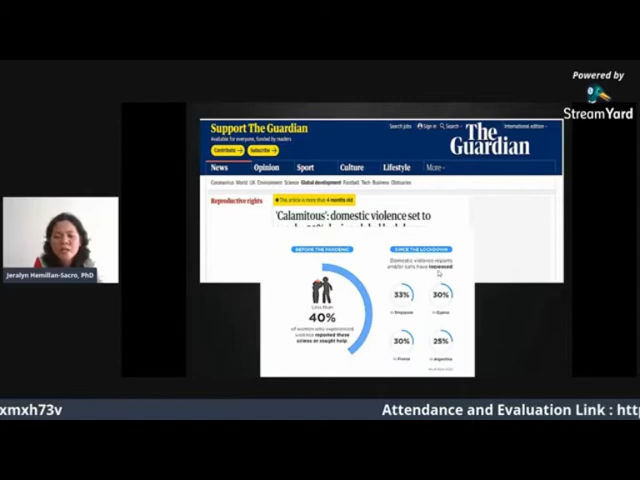 Powered by
StreamYard
Support The Guardian
Available for everyone, funded by readers
Contribute →
Subscribe →
Search jobs
Sign in
Search
International edition
The Guardian
News
Opinion
Sport
Culture
Lifestyle
More
Coronavirus World UK Environment Science Global development Football Tech Business Obituaries
Reproductive rights
This article is more than 4 months old
'Calamitous': domestic violence set to
BEFORE THE PANDEMIC
Less than
40%
of women who experienced
violence reported these
crimes or sought help
SINCE THE LOCKDOWN
Domestic violence reports
and/or calls have increased
33%
in Singapore
30%
in Cyprus
30%
in France
25%
in Argentina
Jeralyn Hemillan-Sacro, PhD
xmxh73v
Attendance and Evaluation Link : http